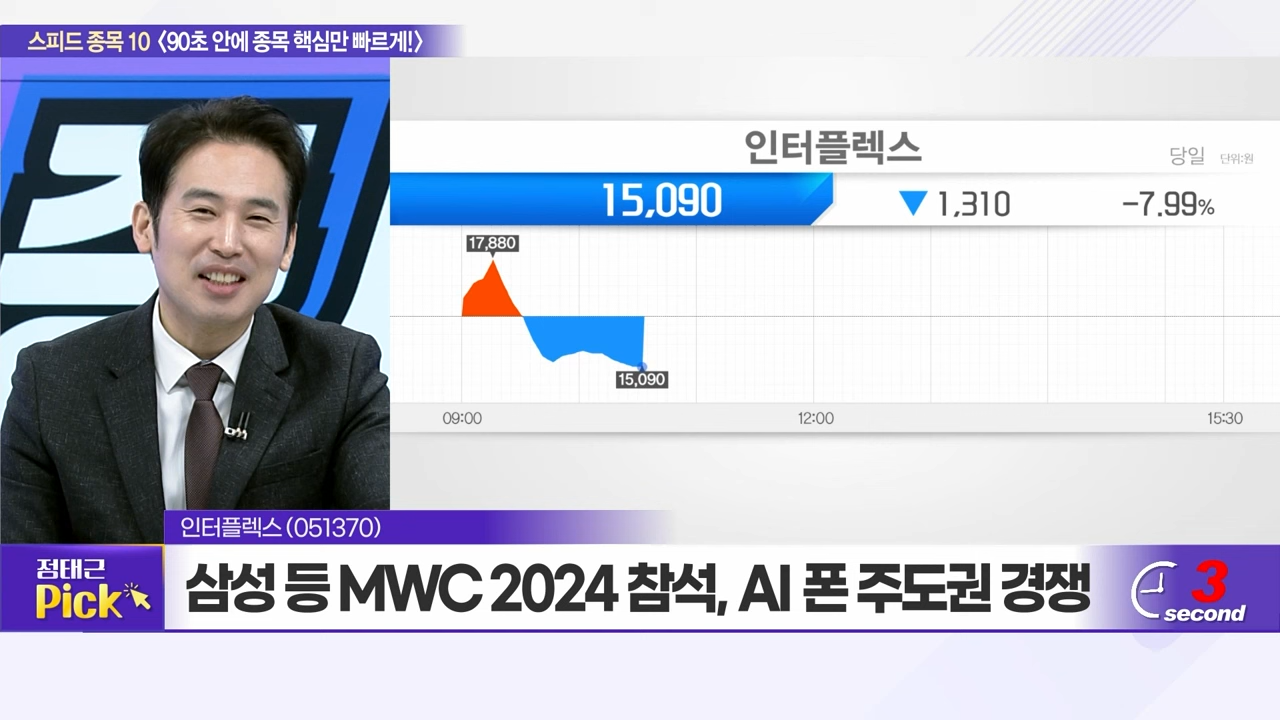 스피드 종목 10 <90초 안에 종목 핵심만 빠르게!>
인터플렉스
당일 단위:원
15,090 ▼ 1,310 -7.99%
17,880
15,090
09:00 12:00 15:30
인터플렉스 (051370)
정태근
Pick
삼성 등 MWC 2024 참석, AI 폰 주도권 경쟁
3
second